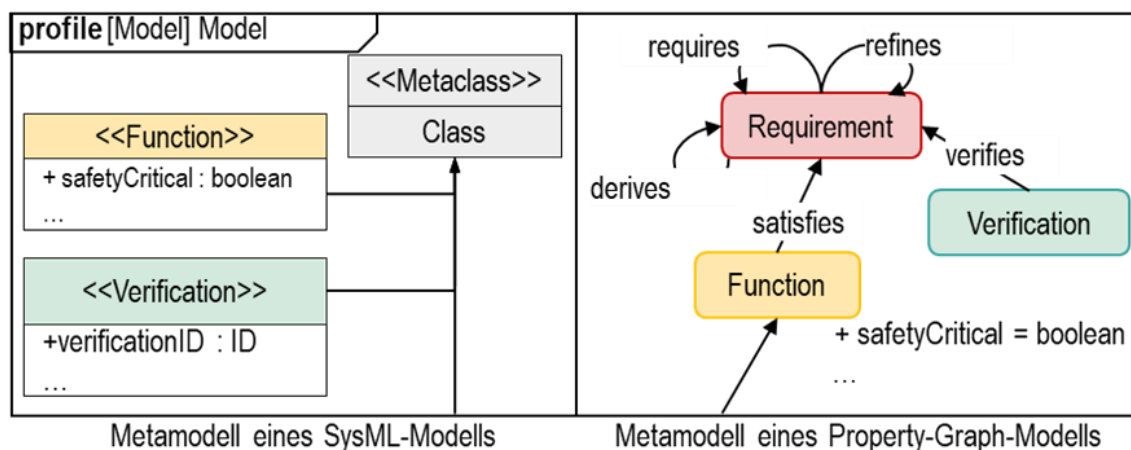 profile [Model] Model
<<Metaclass>>
Class
<<Function>>
+ safetyCritical : boolean
...
<<Verification>>
+verificationID : ID
...
Metamodell eines SysML-Modells
requires
refines
Requirement
derives
verifies
satisfies
Verification
Function
+ safetyCritical = boolean
...
Metamodell eines Property-Graph-Modells